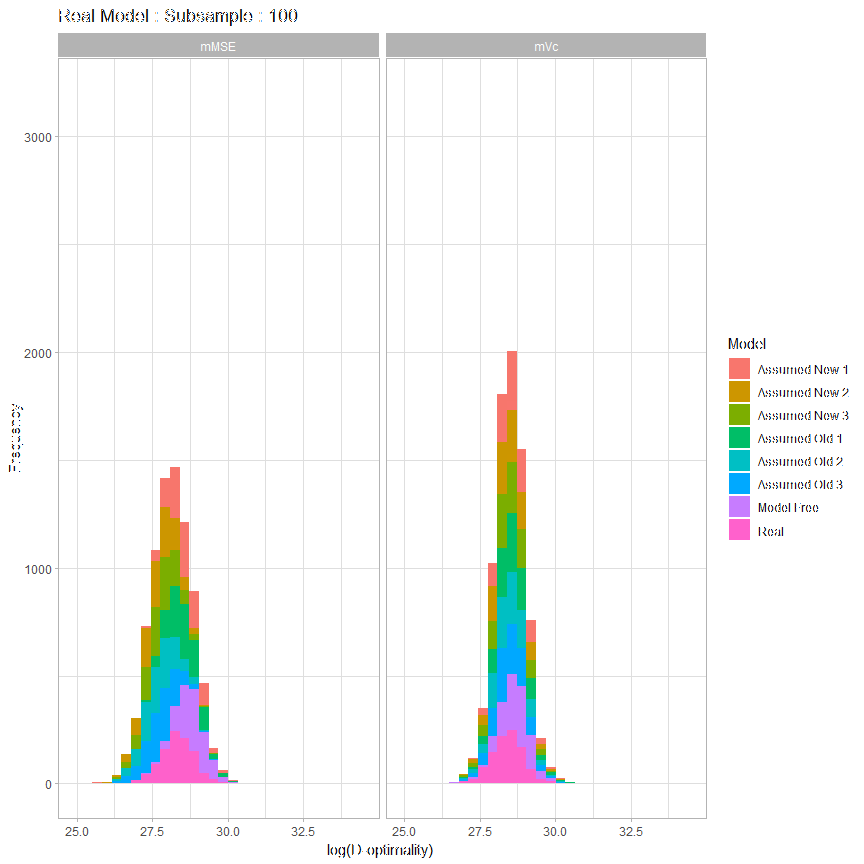 Real Model :: Subsample :: 100
mMSE
mVc
3000
2000
1000
0
Frequency
25.0 27.5 30.0 32.5
25.0 27.5 30.0 32.5
log(D-optimality)
Model
Assumed New 1
Assumed New 2
Assumed New 3
Assumed Old 1
Assumed Old 2
Assumed Old 3
Model Free
Real